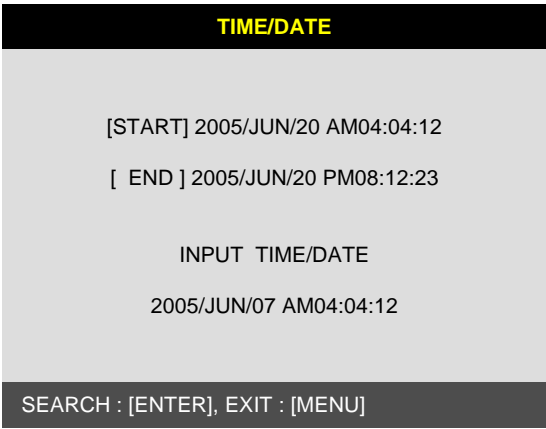 TIME/DATE
[START] 2005/JUN/20 AM04:04:12
[  END ] 2005/JUN/20 PM08:12:23
INPUT  TIME/DATE
2005/JUN/07 AM04:04:12
SEARCH : [ENTER], EXIT : [MENU]